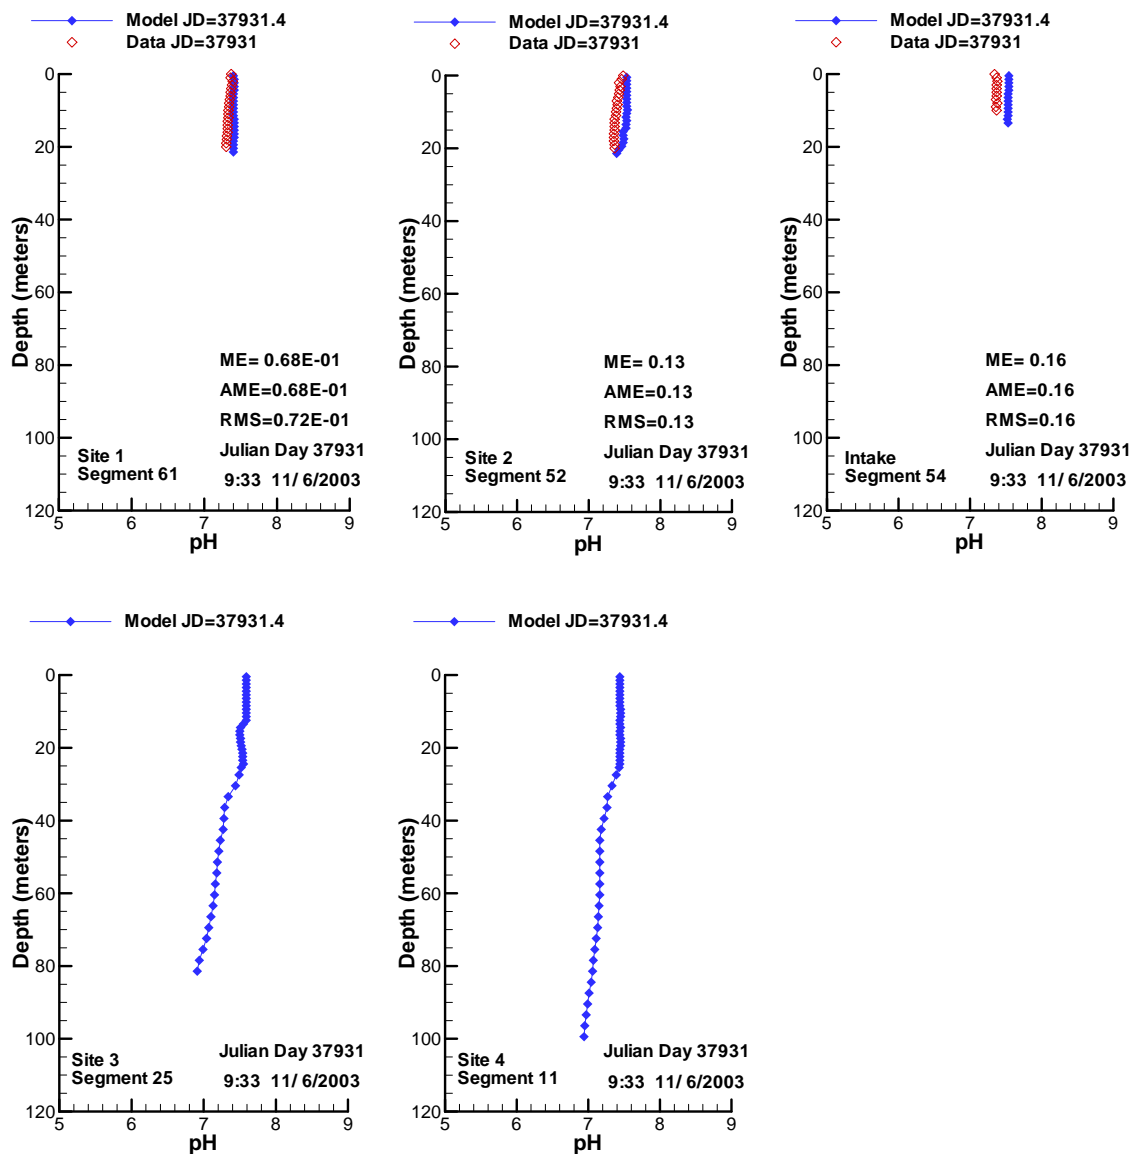 Model JD=37931.4
Data JD=37931
0
20
40
60
80
100
120
Depth (meters)
ME= 0.68E-01
AME=0.68E-01
RMS=0.72E-01
Julian Day 37931
9:33 11/ 6/2003
Site 1
Segment 61
5 6 7 8 9
pH
Model JD=37931.4
Data JD=37931
0
20
40
60
80
100
120
Depth (meters)
ME= 0.13
AME=0.13
RMS=0.13
Julian Day 37931
9:33 11/ 6/2003
Site 2
Segment 52
5 6 7 8 9
pH
Model JD=37931.4
Data JD=37931
0
20
40
60
80
100
120
Depth (meters)
ME= 0.16
AME=0.16
RMS=0.16
Julian Day 37931
9:33 11/ 6/2003
Intake
Segment 54
5 6 7 8 9
pH
Model JD=37931.4
0
20
40
60
80
100
120
Depth (meters)
Julian Day 37931
9:33 11/ 6/2003
Site 3
Segment 25
5 6 7 8 9
pH
Model JD=37931.4
0
20
40
60
80
100
120
Depth (meters)
Julian Day 37931
9:33 11/ 6/2003
Site 4
Segment 11
5 6 7 8 9
pH